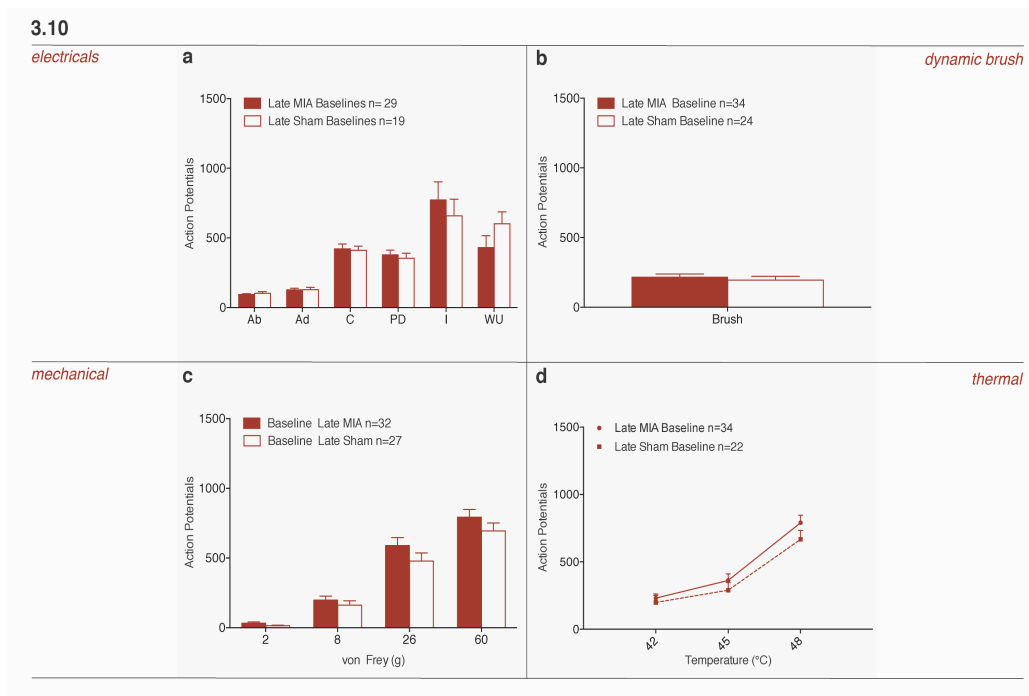 3.10
electricals
a
1500
1000
500
0
Action Potentials
Late MIA Baselines n= 29
Late Sham Baselines n=19
Ab Ad C PD I WU
b
dynamic brush
1500
1000
500
0
Action Potentials
Late MIA Baseline n=34
Late Sham Baseline n=24
Brush
mechanical
c
1500
1000
500
0
Action Potentials
Baseline Late MIA n=32
Baseline Late Sham n=27
2 8 26 60
von Frey (g)
d
thermal
1500
1000
500
0
Action Potentials
Late MIA Baseline n=34
Late Sham Baseline n=22
42 45 48
Temperature (°C)